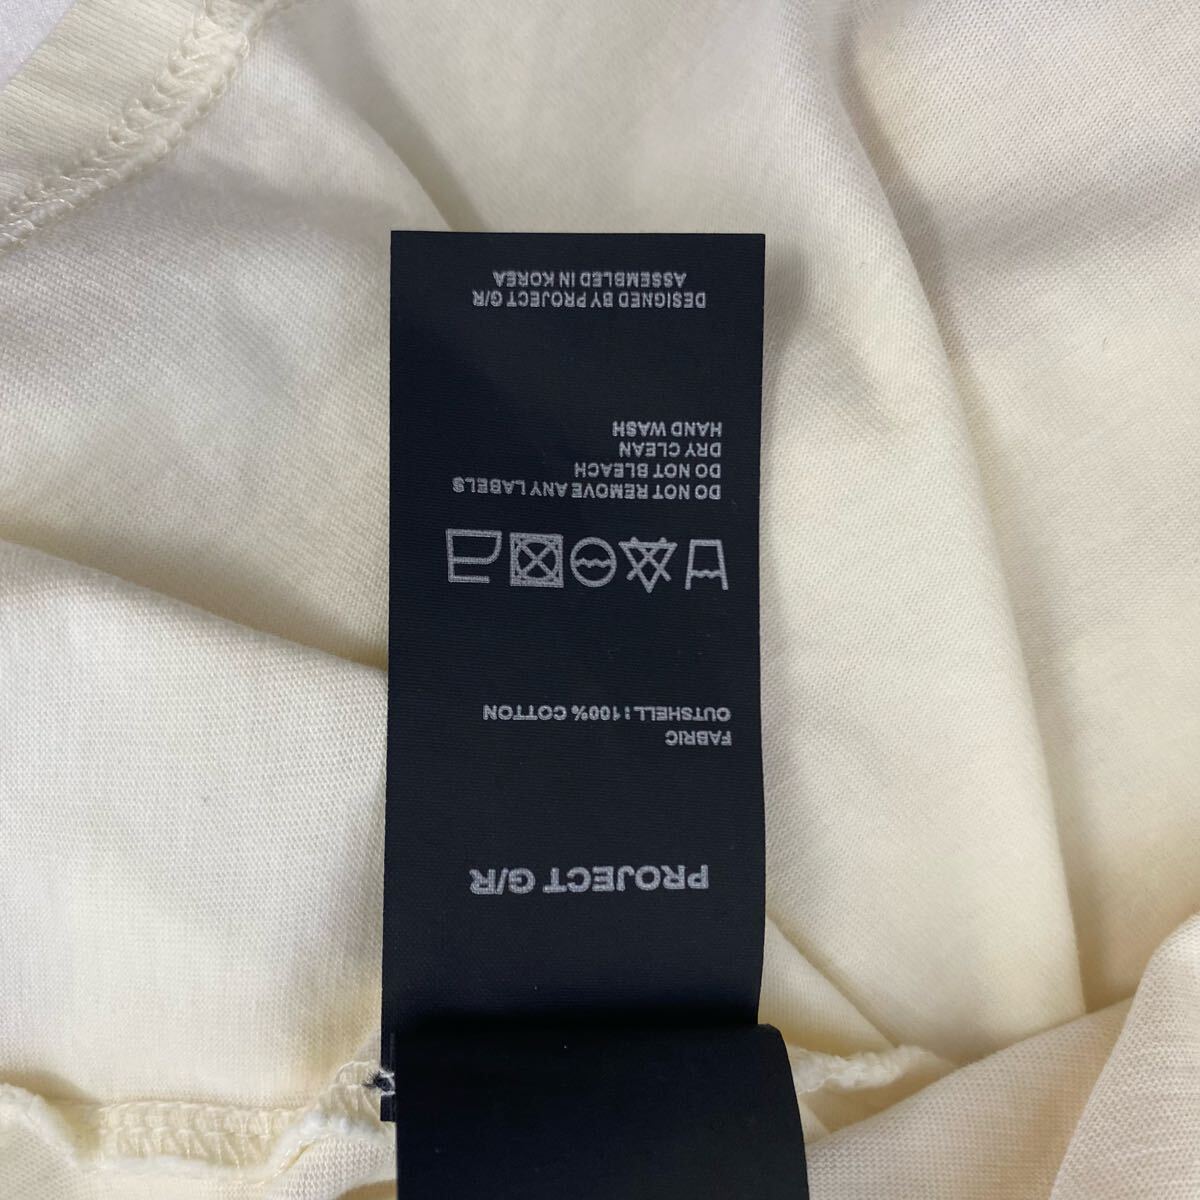 PROJECT G/R
FABRIC
OUTSHELL : 100% COTTON
DO NOT REMOVE ANY LABELS
DO NOT BLEACH
DRY CLEAN
HAND WASH
DESIGNED BY PROJECT G/R
ASSEMBLED IN KOREA